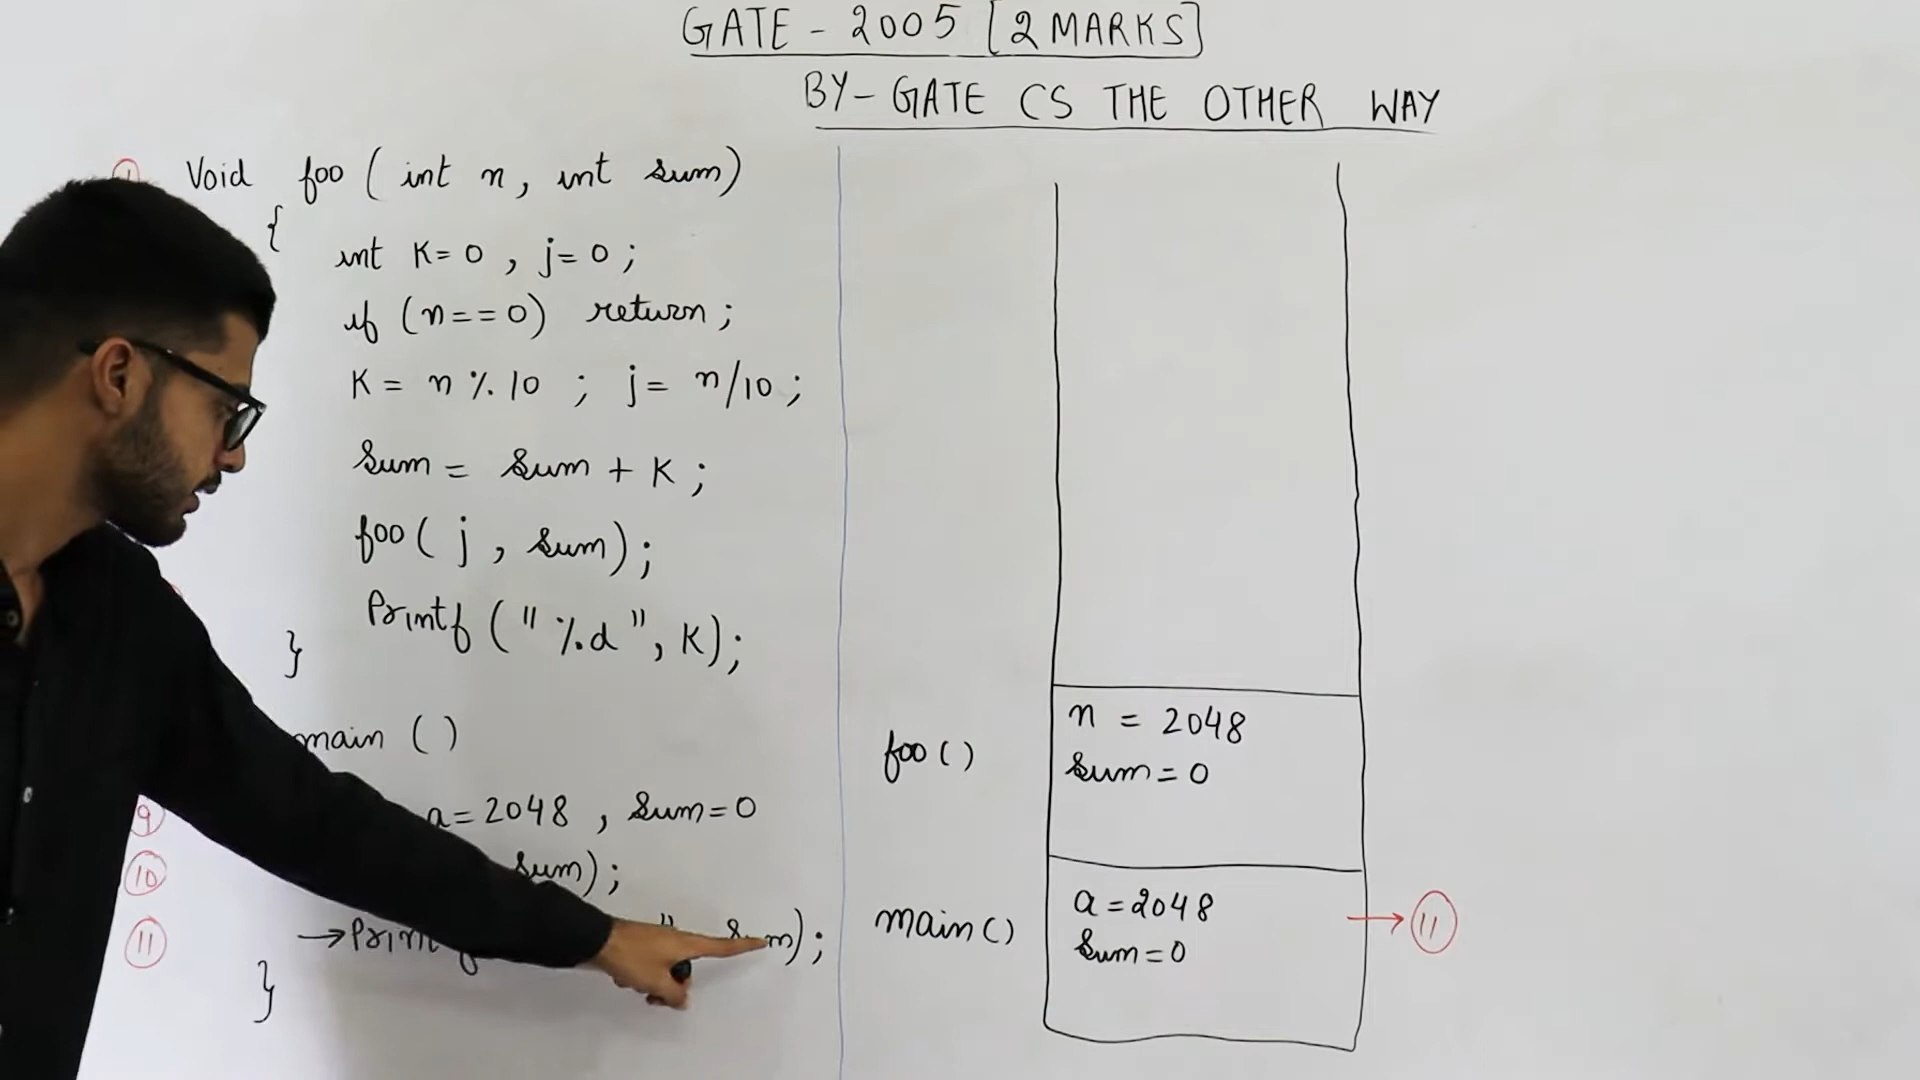 GATE - 2005 [2 MARKS]
BY - GATE CS THE OTHER WAY
Void foo ( int n, int sum)
{
int K=0 , j=0 ;
if (n==0) return ;
K = n % 10 ; j = n/10 ;
Sum = Sum + K ;
foo( j , sum) ;
Printf ( " %d ", K) ;
}
main ( )
9 a=2048 , Sum=0
10 sum) ;
11 → Print " Sum) ;
}
foo ( )
n = 2048
Sum = 0
main ( )
a = 2048
Sum = 0
→ 11